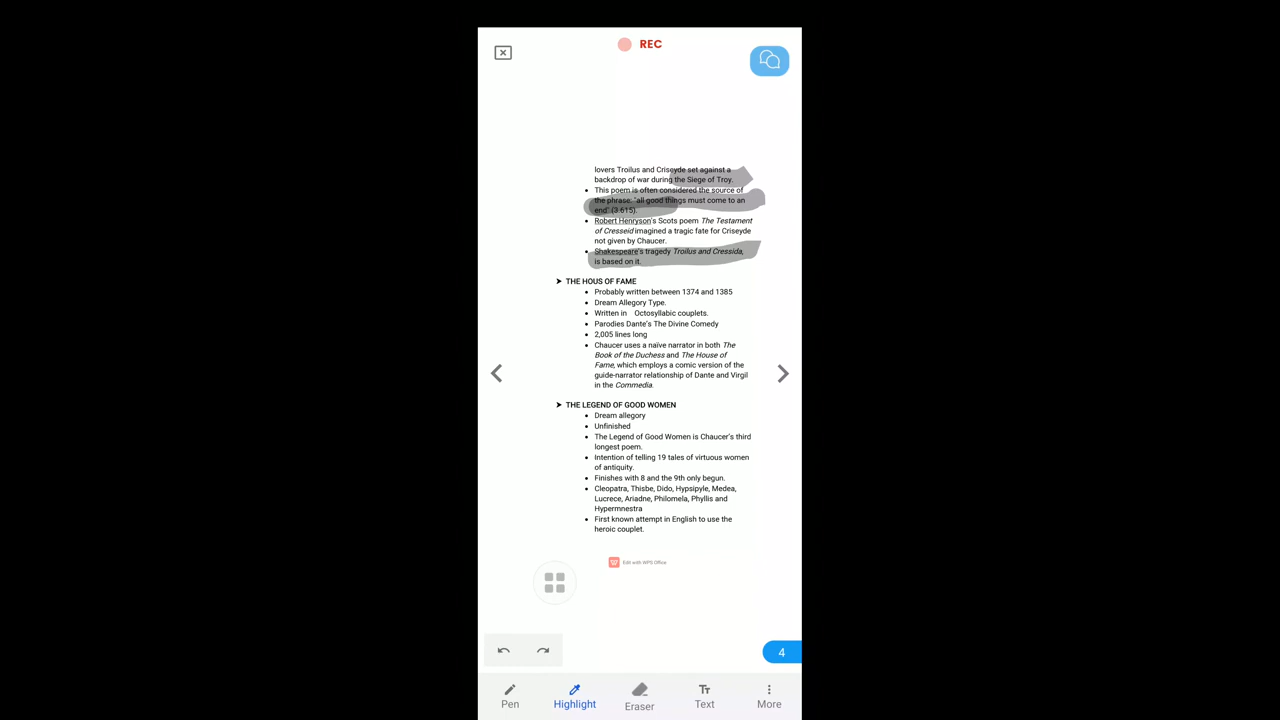 REC
lovers Troilus and Criseyde set against a
backdrop of war during the Siege of Troy.
• This poem is often considered the source of
the phrase: "all good things must come to an
end" (3.615).
• Robert Henryson's Scots poem The Testament
of Cresseid imagined a tragic fate for Criseyde
not given by Chaucer.
• Shakespeare's tragedy Troilus and Cressida,
is based on it.
➤ THE HOUS OF FAME
• Probably written between 1374 and 1385
• Dream Allegory Type.
• Written in Octosyllabic couplets.
• Parodies Dante's The Divine Comedy
• 2,005 lines long
• Chaucer uses a naïve narrator in both The
Book of the Duchess and The House of
Fame, which employs a comic version of the
guide-narrator relationship of Dante and Virgil
in the Commedia.
➤ THE LEGEND OF GOOD WOMEN
• Dream allegory
• Unfinished
• The Legend of Good Women is Chaucer's third
longest poem.
• Intention of telling 19 tales of virtuous women
of antiquity.
• Finishes with 8 and the 9th only begun.
• Cleopatra, Thisbe, Dido, Hypsipyle, Medea,
Lucrece, Ariadne, Philomela, Phyllis and
Hypermnestra
• First known attempt in English to use the
heroic couplet.
Edit with WPS Office
4
Pen Highlight Eraser Text More